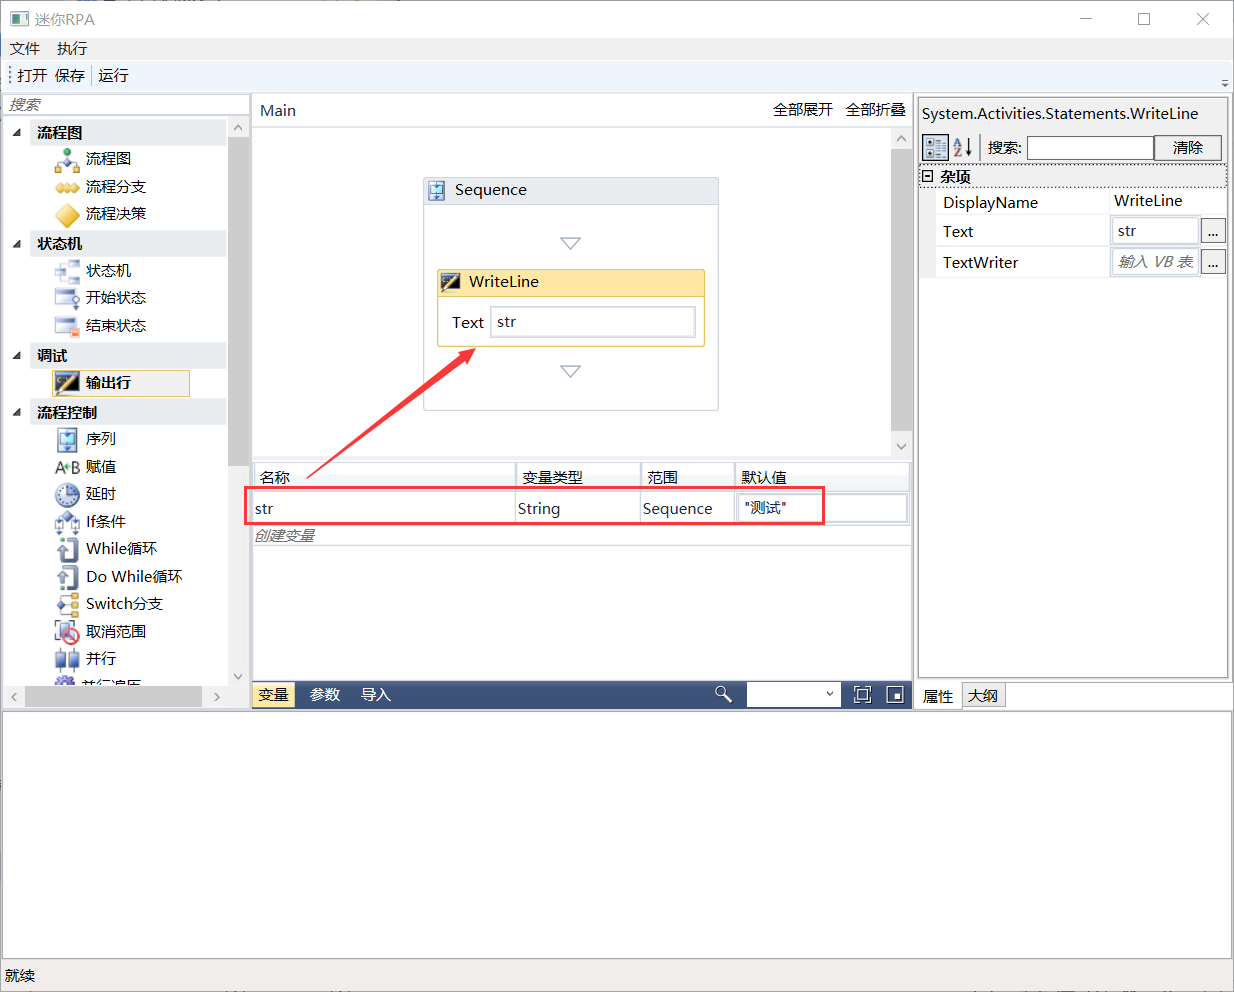 迷你RPA
文件 执行
打开 保存 运行
搜索
流程图
流程图
流程分支
流程决策
状态机
状态机
开始状态
结束状态
调试
输出行
流程控制
序列
A B 赋值
延时
If条件
While循环
Do While循环
Switch分支
取消范围
并行
并行遍历
Main
全部展开 全部折叠
Sequence
WriteLine
Text str
名称 变量类型 范围 默认值
str String Sequence "测试"
创建变量
变量 参数 导入
System.Activities.Statements.WriteLine
A
Z
搜索: 清除
杂项
DisplayName WriteLine
Text str ...
TextWriter 输入 VB 表 ...
属性 大纲
就绪